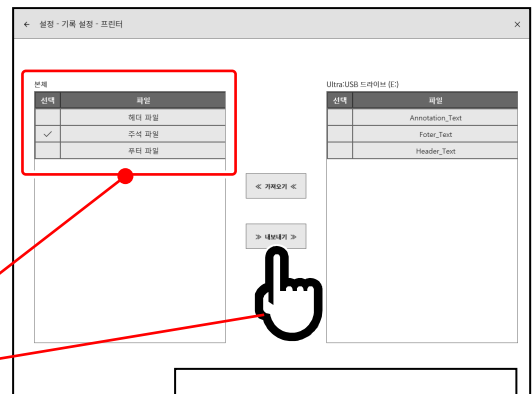 ← 설정 - 기록 설정 - 프린터 ×
본체
선택 파일
헤더 파일
✓ 주석 파일
푸터 파일
≪ 가져오기 ≪
≫ 내보내기 ≫
Ultra:USB 드라이브 (E:)
선택 파일
Annotation_Text
Foter_Text
Header_Text